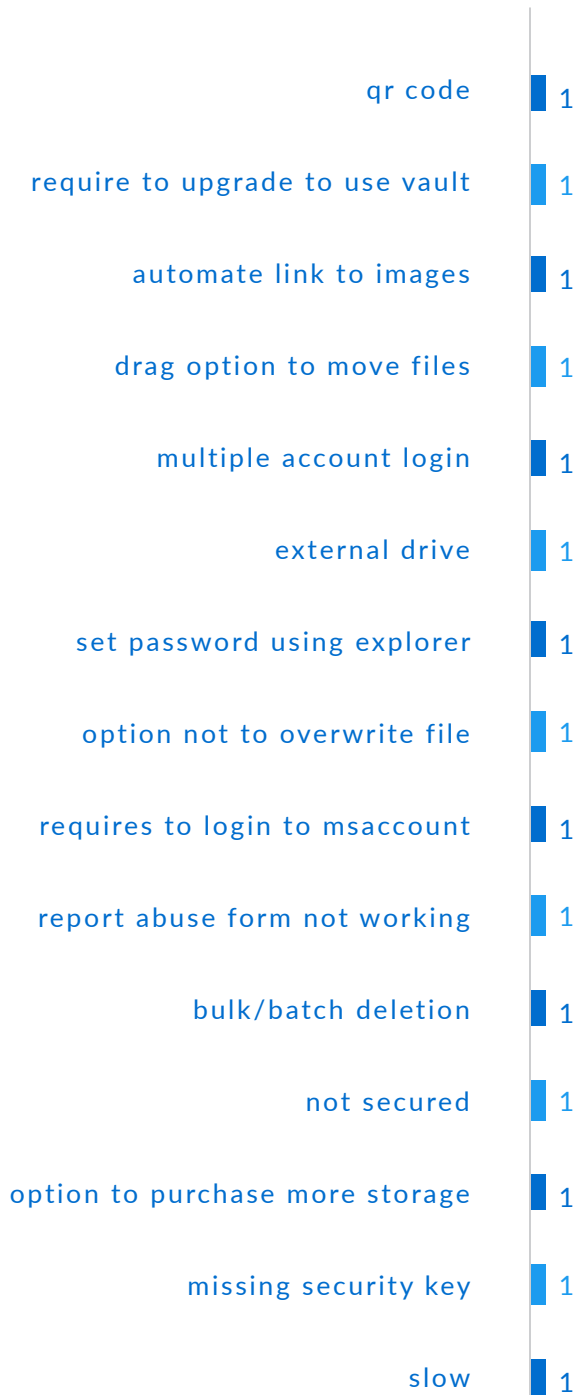 qr code 1
require to upgrade to use vault 1
automate link to images 1
drag option to move files 1
multiple account login 1
external drive 1
set password using explorer 1
option not to overwrite file 1
requires to login to msaccount 1
report abuse form not working 1
bulk/batch deletion 1
not secured 1
option to purchase more storage 1
missing security key 1
slow 1